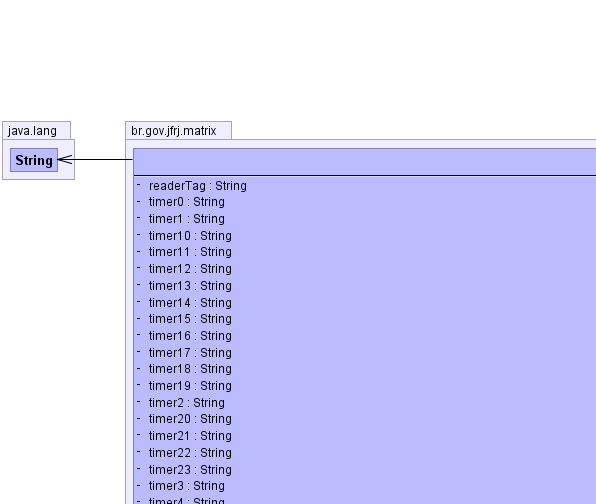 java.lang
br.gov.jfrj.matrix
String
- readerTag : String
- timer0 : String
- timer1 : String
- timer10 : String
- timer11 : String
- timer12 : String
- timer13 : String
- timer14 : String
- timer15 : String
- timer16 : String
- timer17 : String
- timer18 : String
- timer19 : String
- timer2 : String
- timer20 : String
- timer21 : String
- timer22 : String
- timer23 : String
- timer3 : String
- timer4 : String